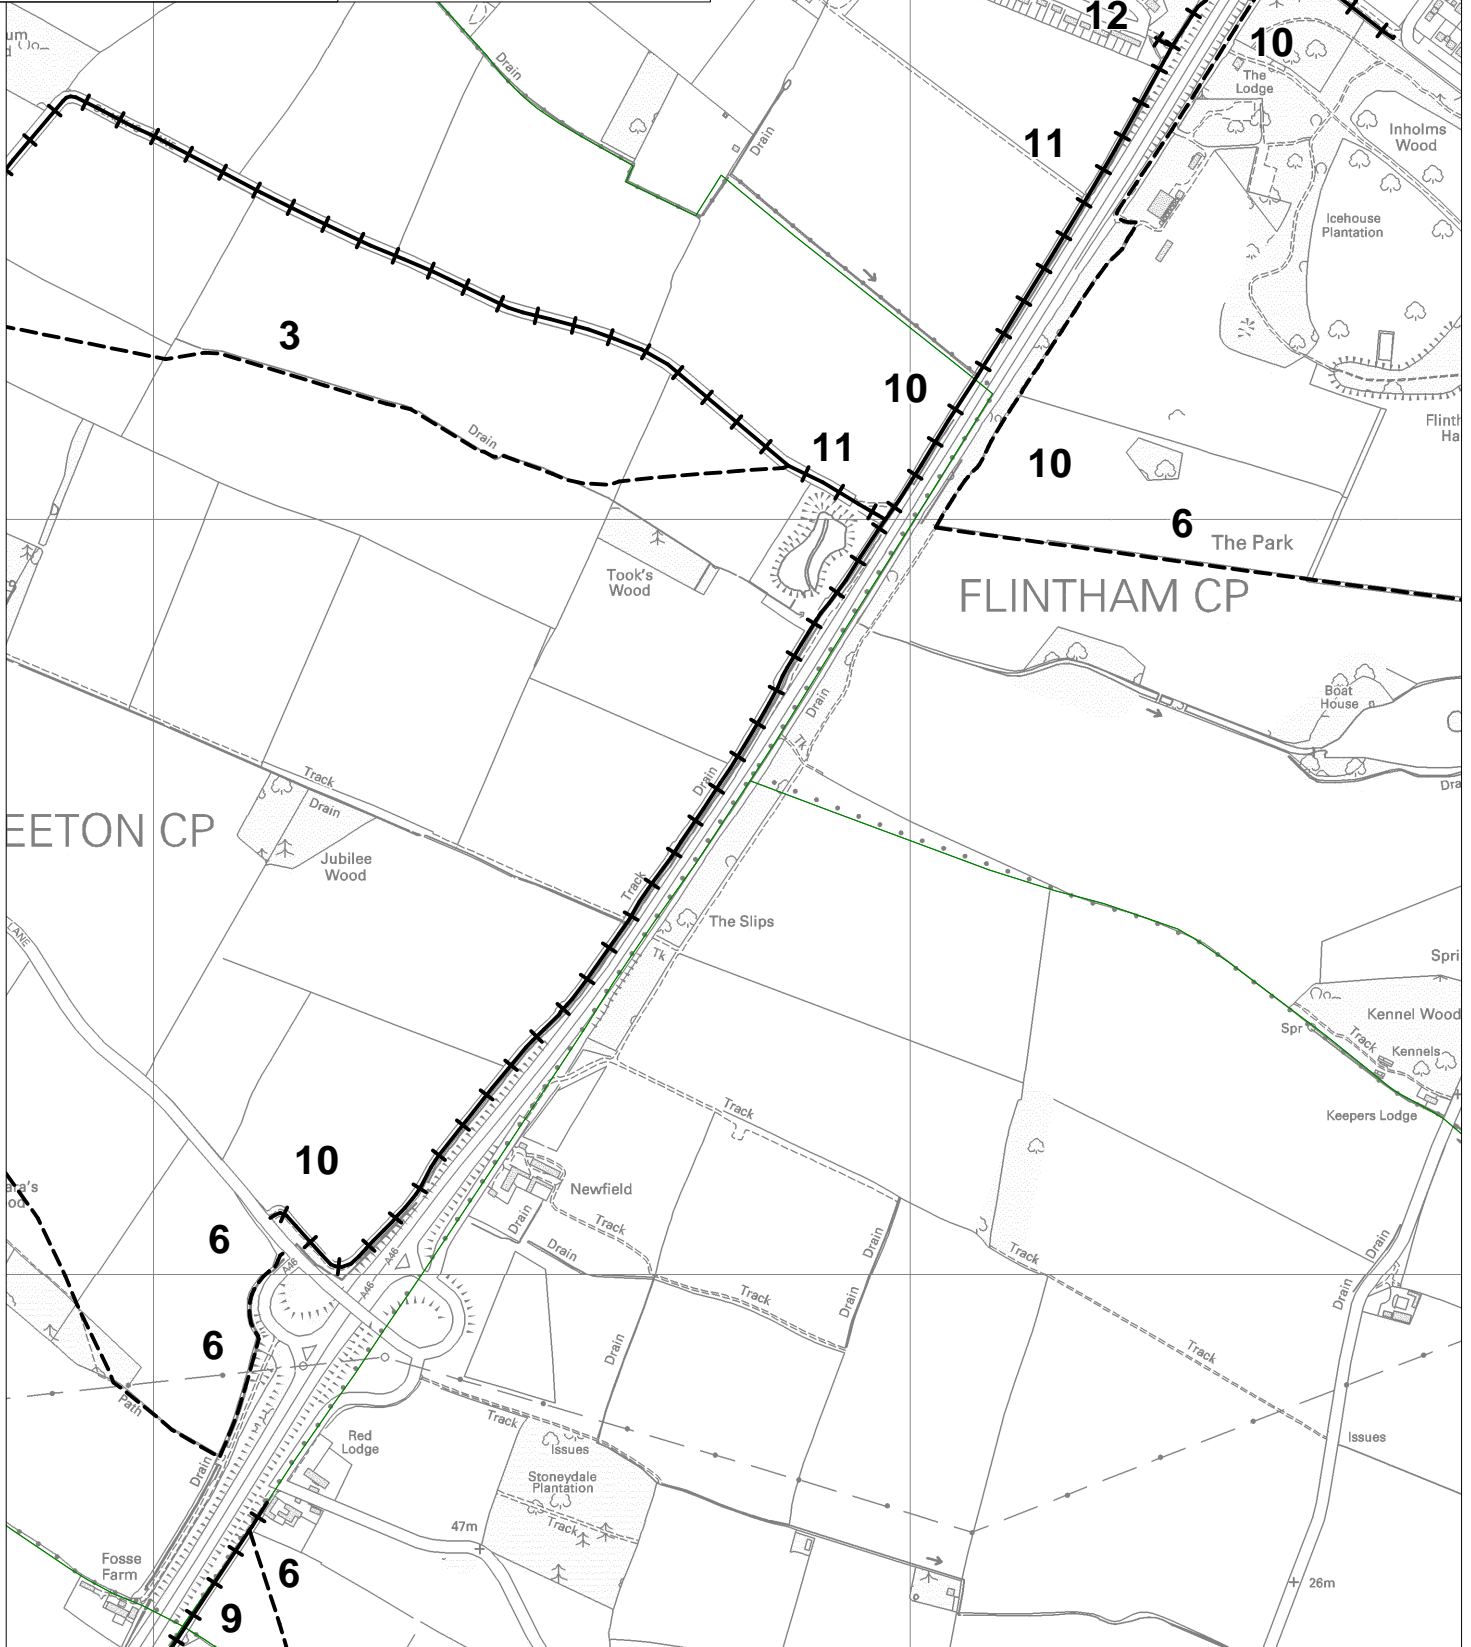 12
10
Drain
The
Lodge
Drain
11
Inholms
Wood
Icehouse
Plantation
3
10
Drain
11
10
6
The Park
Took's
Wood
FLINTHAM CP
Boat
House
Drain
Tk
Drain
Track
Drain
EETON CP
Jubilee
Wood
Track
The Slips
LANE
Tk
Kennel Wood
Spr
Track
Kennels
Track
Keepers Lodge
10
Newfield
6
Drain
Track
Drain
Track
Drain
Drain
A46
A46
Drain
Track
Drain
Drain
6
Track
Path
Track
Red
Lodge
Issues
Issues
Drain
Stoneydale
Plantation
Track
47m
Fosse
Farm
6
26m
9